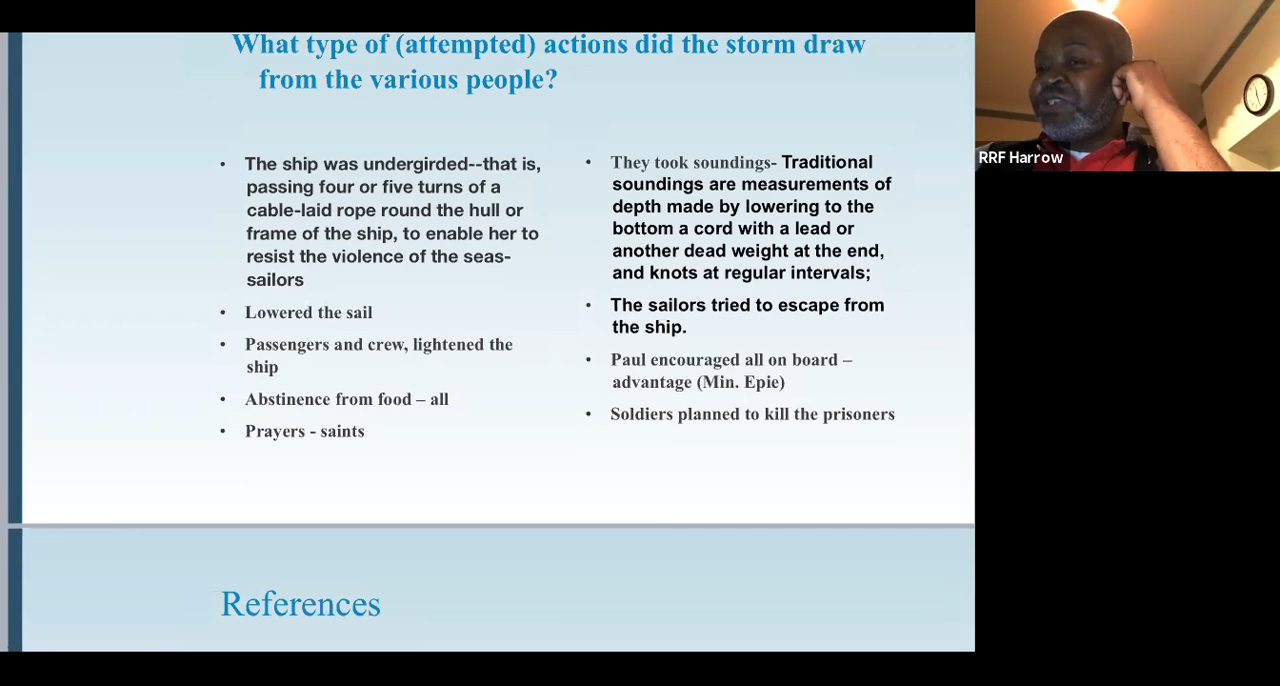 What type of (attempted) actions did the storm draw
from the various people?
• The ship was undergirded--that is,
passing four or five turns of a
cable-laid rope round the hull or
frame of the ship, to enable her to
resist the violence of the seas-
sailors
• Lowered the sail
• Passengers and crew, lightened the
ship
• Abstinence from food – all
• Prayers - saints
• They took soundings- Traditional
soundings are measurements of
depth made by lowering to the
bottom a cord with a lead or
another dead weight at the end,
and knots at regular intervals;
• The sailors tried to escape from
the ship.
• Paul encouraged all on board –
advantage (Min. Epie)
• Soldiers planned to kill the prisoners
References
RRF Harrow